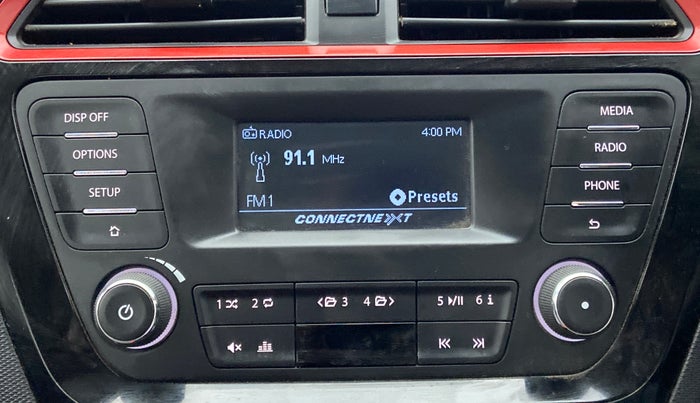 DISP OFF
OPTIONS
SETUP
RADIO
4:00 PM
91.1 MHz
FM1
Presets
CONNECTNEXT
MEDIA
RADIO
PHONE
1 2
3 4
5 6 i